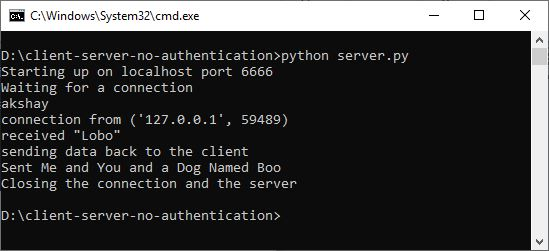 C:\Windows\System32\cmd.exe
D:\client-server-no-authentication>python server.py
Starting up on localhost port 6666
Waiting for a connection
akshay
connection from ('127.0.0.1', 59489)
received "Lobo"
sending data back to the client
Sent Me and You and a Dog Named Boo
Closing the connection and the server
D:\client-server-no-authentication>